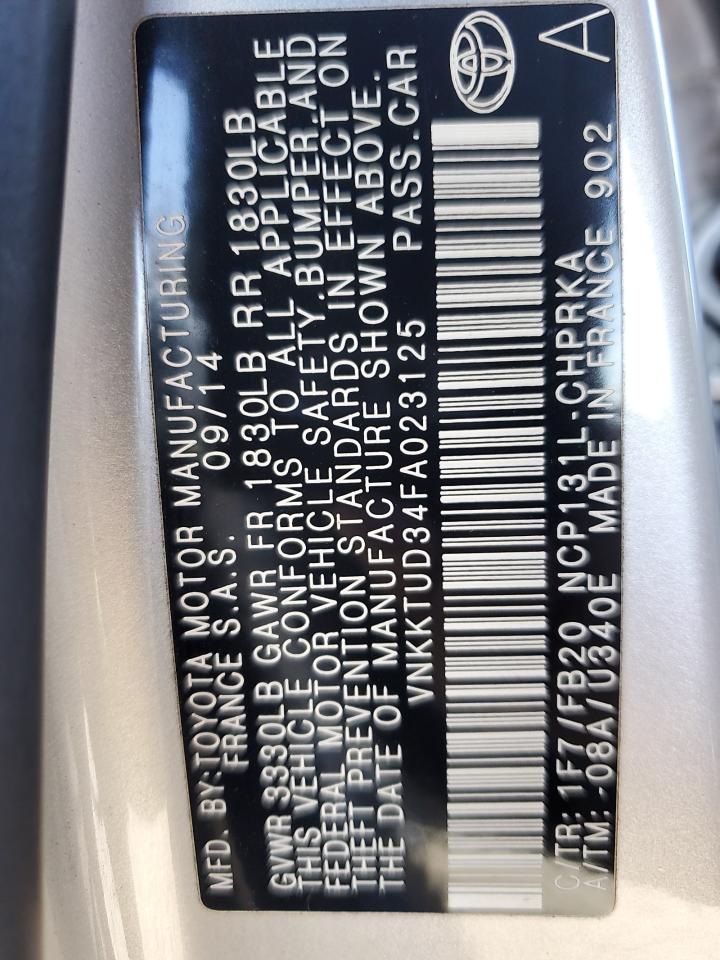 MFD. BY:TOYOTA MOTOR MANUFACTURING
FRANCE S.A.S. 09/14
GVWR 3330LB GAWR FR 1830LB RR 1830LB
THIS VEHICLE CONFORMS TO ALL APPLICABLE
FEDERAL MOTOR VEHICLE SAFETY,BUMPER,AND
THEFT PREVENTION STANDARDS IN EFFECT ON
THE DATE OF MANUFACTURE SHOWN ABOVE.
VNKKTUD34FA023125 PASS.CAR
C/TR: 1F7/FB20 NCP131L-CHPRKA A
A/TM: -08A/U340E MADE IN FRANCE 902